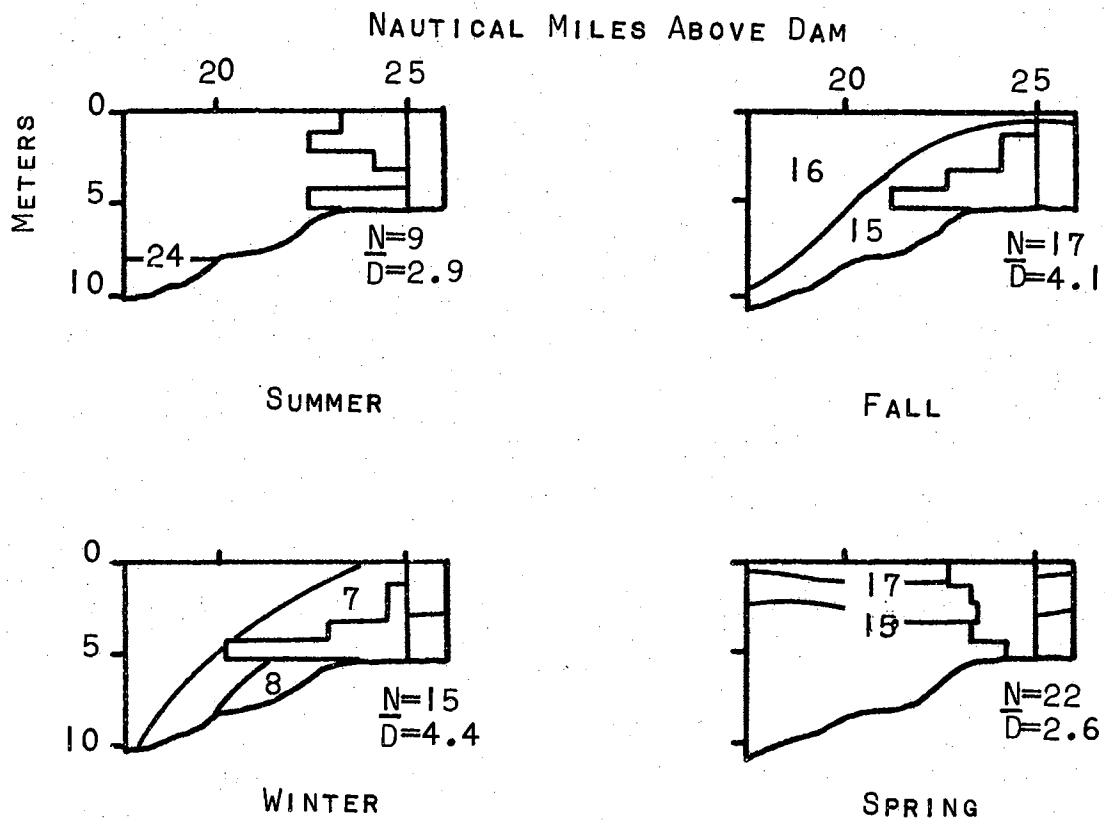 NAUTICAL MILES ABOVE DAM
20 25
20 25
METERS
0
5
10
24
N=9
D=2.9
SUMMER
16
15
N=17
D=4.1
FALL
0
5
10
7
8
N=15
D=4.4
WINTER
17
15
N=22
D=2.6
SPRING